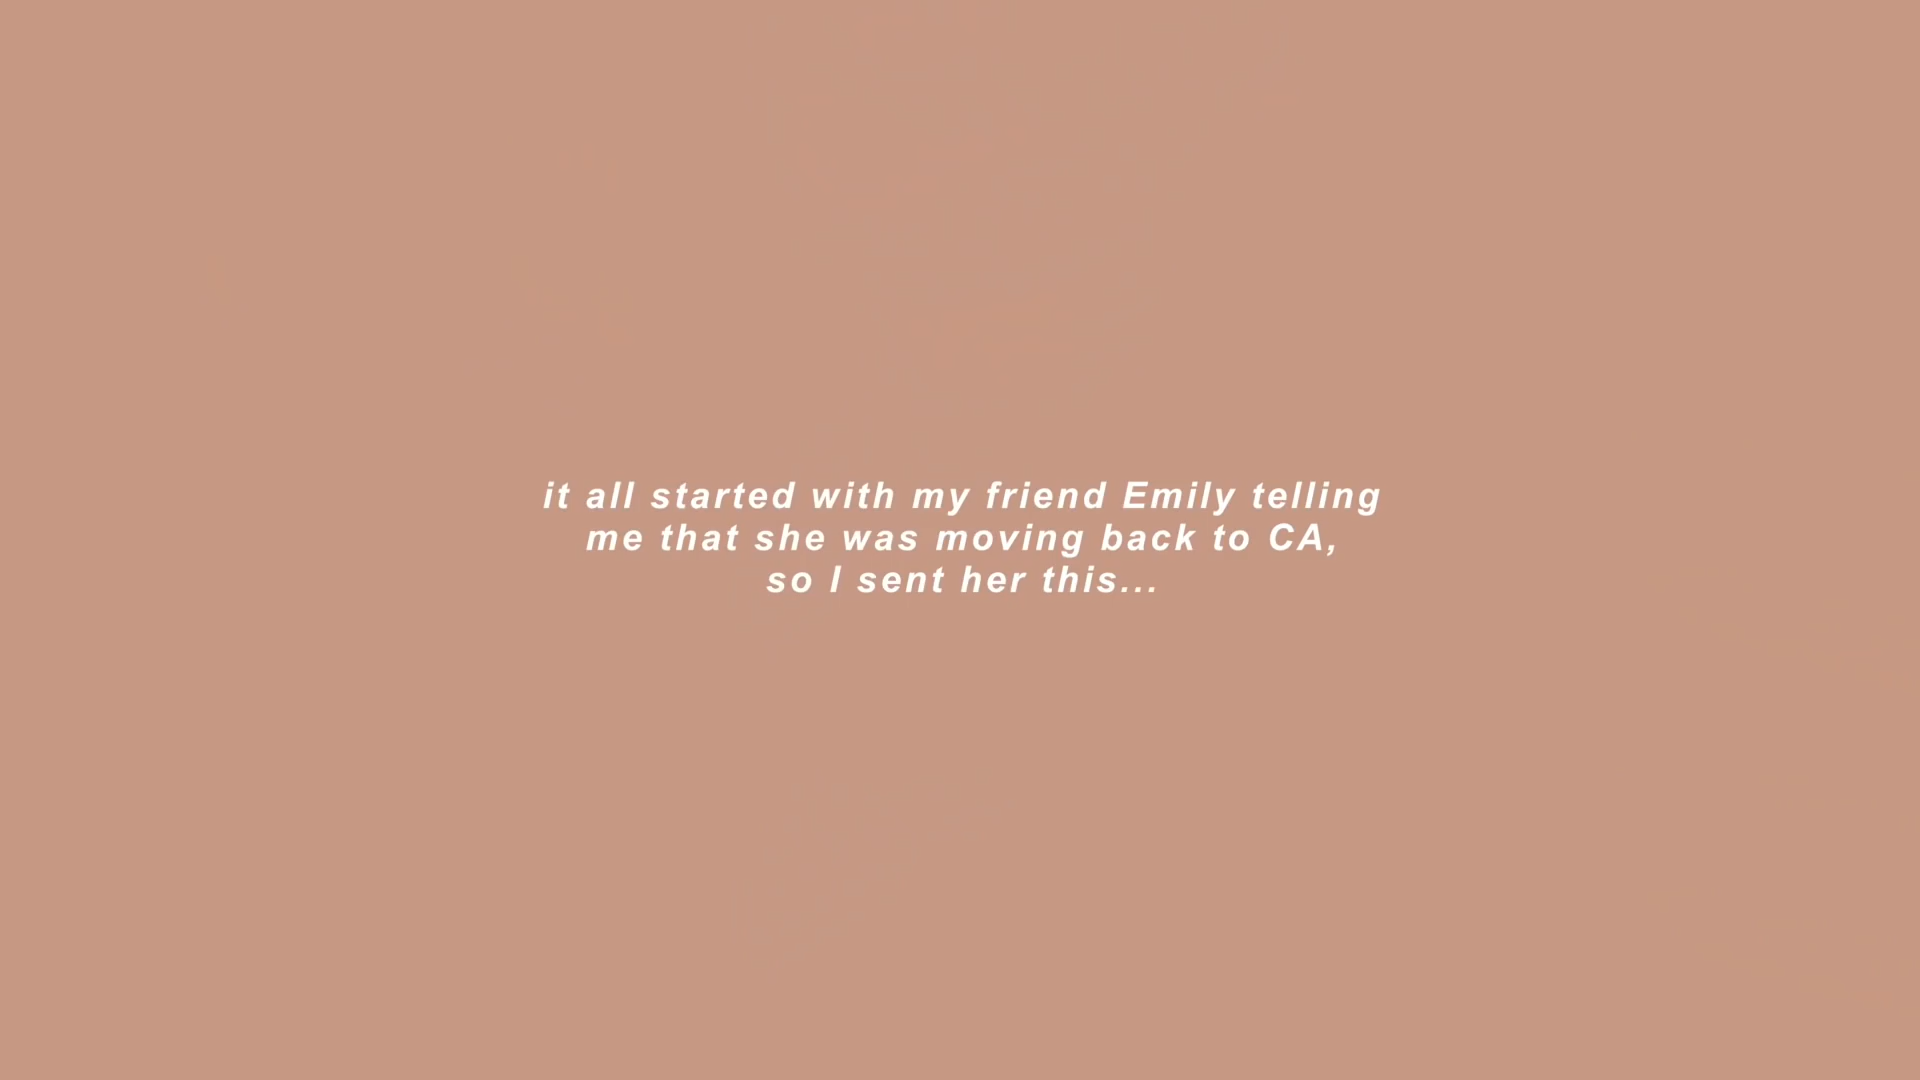 it all started with my friend Emily telling
me that she was moving back to CA,
so I sent her this...